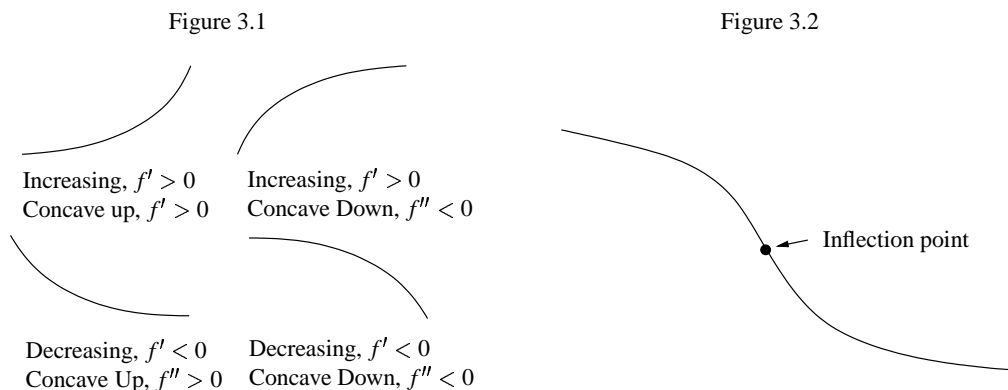 Figure 3.1
Increasing, f′ > 0
Concave up, f′ > 0
Increasing, f′ > 0
Concave Down, f″ < 0
Decreasing, f′ < 0
Concave Up, f″ > 0
Decreasing, f′ < 0
Concave Down, f″ < 0
Figure 3.2
Inflection point